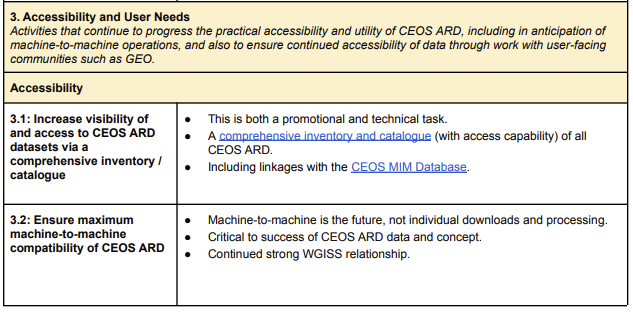 3. Accessibility and User Needs
Activities that continue to progress the practical accessibility and utility of CEOS ARD, including in anticipation of
machine-to-machine operations, and also to ensure continued accessibility of data through work with user-facing
communities such as GEO.
Accessibility
3.1: Increase visibility of
and access to CEOS ARD
datasets via a
comprehensive inventory /
catalogue
● This is both a promotional and technical task.
● A comprehensive inventory and catalogue (with access capability) of all
CEOS ARD.
● Including linkages with the CEOS MIM Database.
3.2: Ensure maximum
machine-to-machine
compatibility of CEOS ARD
● Machine-to-machine is the future, not individual downloads and processing.
● Critical to success of CEOS ARD data and concept.
● Continued strong WGISS relationship.